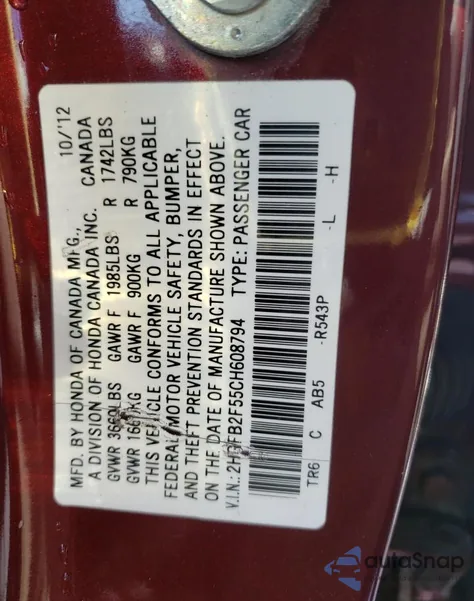 MFD. BY HONDA OF CANADA MFG., 10/'12
A DIVISION OF HONDA CANADA INC. CANADA
GVWR GAWR F 1985LBS R 1742LBS
GVWR GAWR F 900KG R 790KG
THIS VEHICLE CONFORMS TO ALL APPLICABLE
FEDERAL MOTOR VEHICLE SAFETY, BUMPER,
AND THEFT PREVENTION STANDARDS IN EFFECT
ON THE DATE OF MANUFACTURE SHOWN ABOVE.
V.I.N.: TYPE: PASSENGER CAR
TR6 C AB5 -R543P -L -H
autoSnap